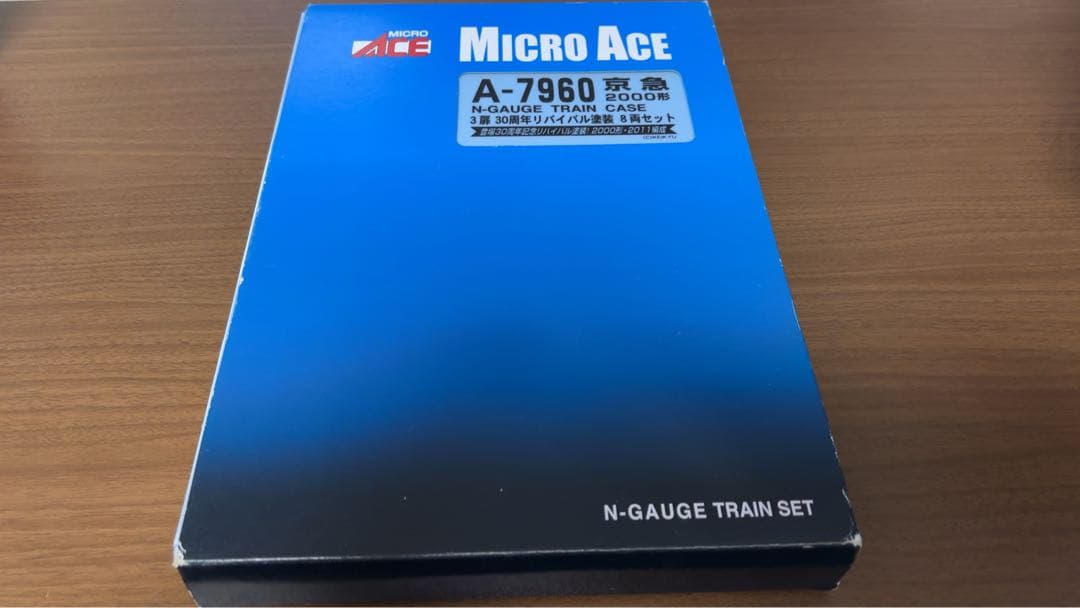 MICRO
ACE
MICRO ACE
A-7960 京急
2000形
N-GAUGE TRAIN CASE
3扉 30周年リバイバル塗装 8両セット
登場30周年記念リバイバル塗装!2000形・2011編成
(C)KEIKYU
N-GAUGE TRAIN SET